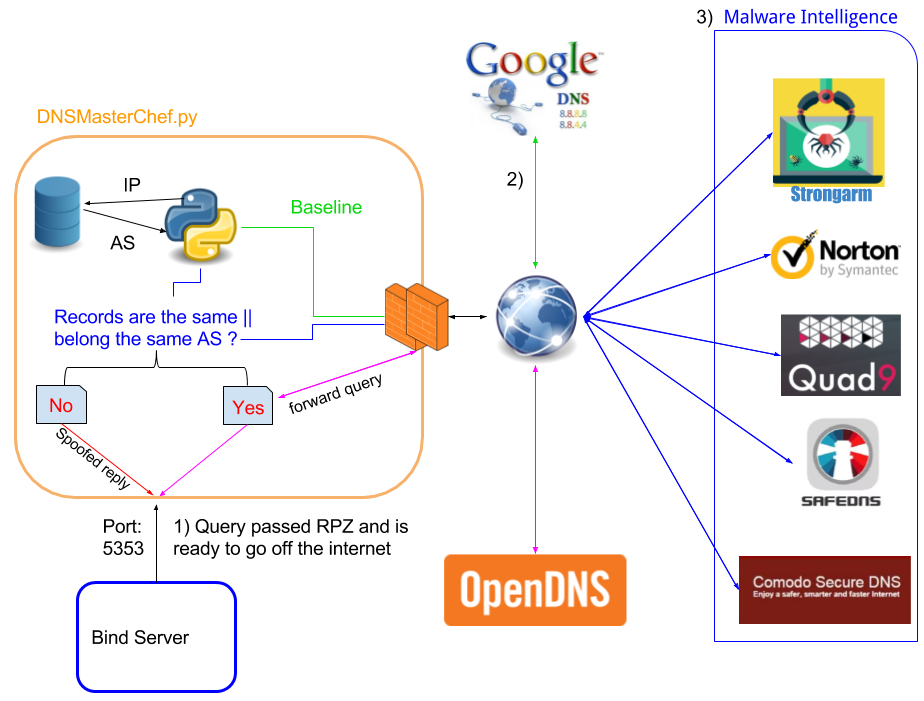 3) Malware Intelligence
Google™
DNS
8.8.8.8
8.8.4.4
DNSMasterChef.py
IP
AS
Baseline
2)
Strongarm
Norton
by Symantec
Records are the same ||
belong the same AS ?
Quad9
No
Yes
forward query
Spoofed reply
SAFEDNS
Port:
5353
1) Query passed RPZ and is
ready to go off the internet
OpenDNS
Comodo Secure DNS
Enjoy a safer, smarter and faster Internet
Bind Server